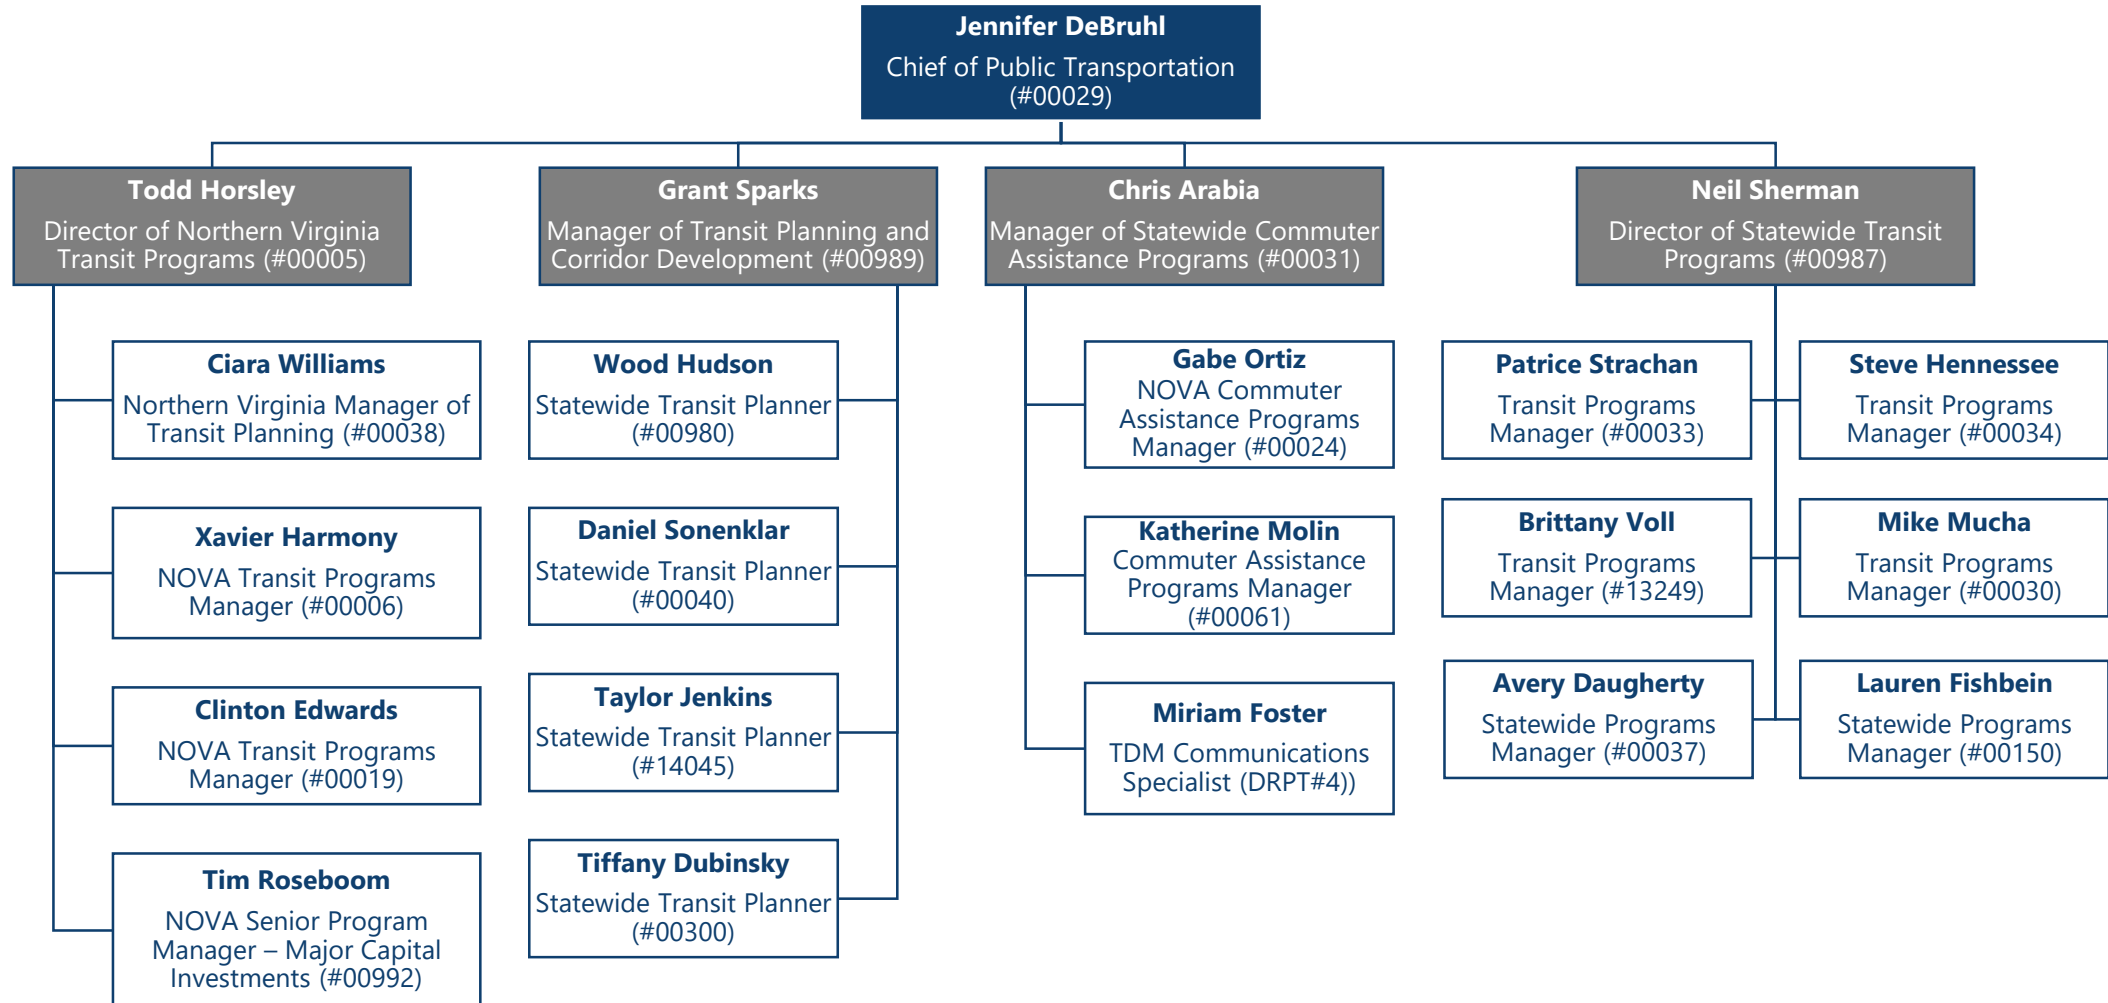 Jennifer DeBruhl
Chief of Public Transportation
(#00029)
Todd Horsley
Director of Northern Virginia
Transit Programs (#00005)
Grant Sparks
Manager of Transit Planning and
Corridor Development (#00989)
Chris Arabia
Manager of Statewide Commuter
Assistance Programs (#00031)
Neil Sherman
Director of Statewide Transit
Programs (#00987)
Ciara Williams
Northern Virginia Manager of
Transit Planning (#00038)
Xavier Harmony
NOVA Transit Programs
Manager (#00006)
Clinton Edwards
NOVA Transit Programs
Manager (#00019)
Tim Roseboom
NOVA Senior Program
Manager – Major Capital
Investments (#00992)
Wood Hudson
Statewide Transit Planner
(#00980)
Daniel Sonenklar
Statewide Transit Planner
(#00040)
Taylor Jenkins
Statewide Transit Planner
(#14045)
Tiffany Dubinsky
Statewide Transit Planner
(#00300)
Gabe Ortiz
NOVA Commuter
Assistance Programs
Manager (#00024)
Katherine Molin
Commuter Assistance
Programs Manager
(#00061)
Miriam Foster
TDM Communications
Specialist (DRPT#4))
Patrice Strachan
Transit Programs
Manager (#00033)
Steve Hennessee
Transit Programs
Manager (#00034)
Brittany Voll
Transit Programs
Manager (#13249)
Mike Mucha
Transit Programs
Manager (#00030)
Avery Daugherty
Statewide Programs
Manager (#00037)
Lauren Fishbein
Statewide Programs
Manager (#00150)